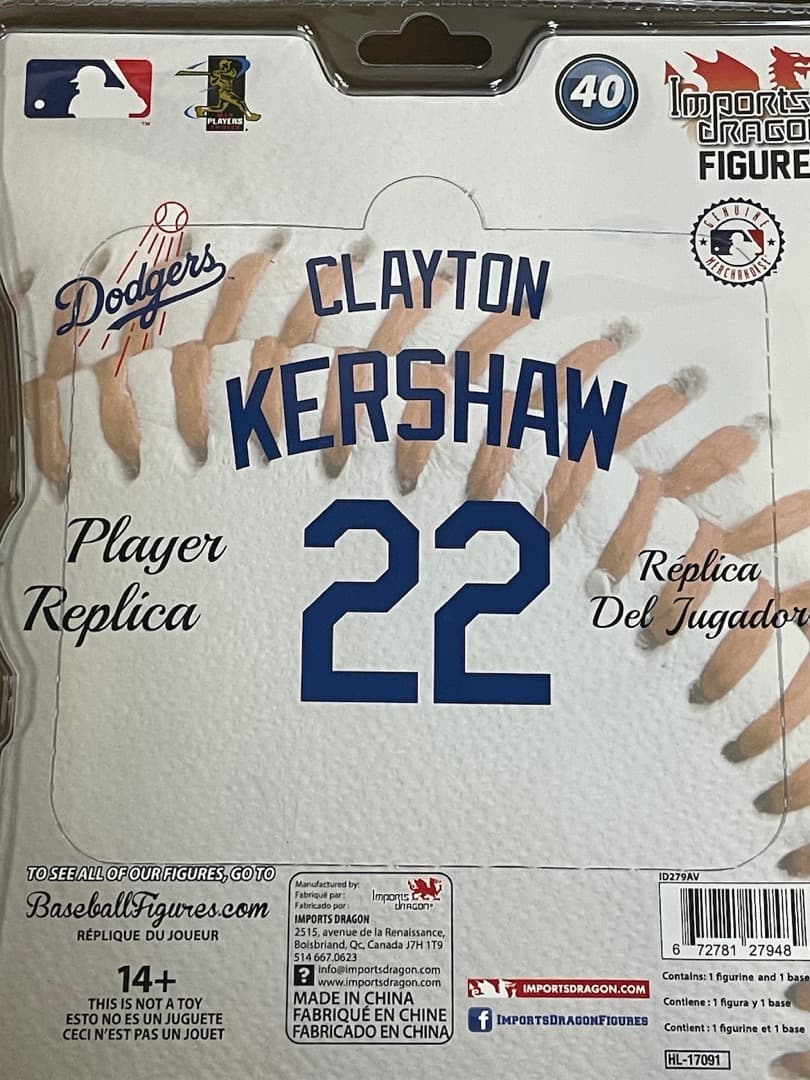 MLB PLAYERS CHOICE
40
Imports
DRAGON
FIGURE
GENUINE
MERCHANDISE
Dodgers
CLAYTON
KERSHAW
22
Player
Replica
Réplica
Del Jugador
TO SEE ALL OF OUR FIGURES, GO TO
BaseballFigures.com
RÉPLIQUE DU JOUEUR
14+
THIS IS NOT A TOY
ESTO NO ES UN JUGUETE
CECI N'EST PAS UN JOUET
Manufactured by:
Fabriqué par:
Fabricado por:
Imports
DRAGON
IMPORTS DRAGON
2515, avenue de la Renaissance,
Boisbriand, Qc, Canada J7H 1T9
514 667.0623
? info@importsdragon.com
www.importsdragon.com
MADE IN CHINA
FABRIQUÉ EN CHINE
FABRICADO EN CHINA
IMPORTSDRAGON.COM
f IMPORTSDRAGONFIGURES
ID279AV
6 72781 27948
Contains: 1 figurine and 1 base
Contiene : 1 figura y 1 base
Contient : 1 figurine et 1 base
HL-17091